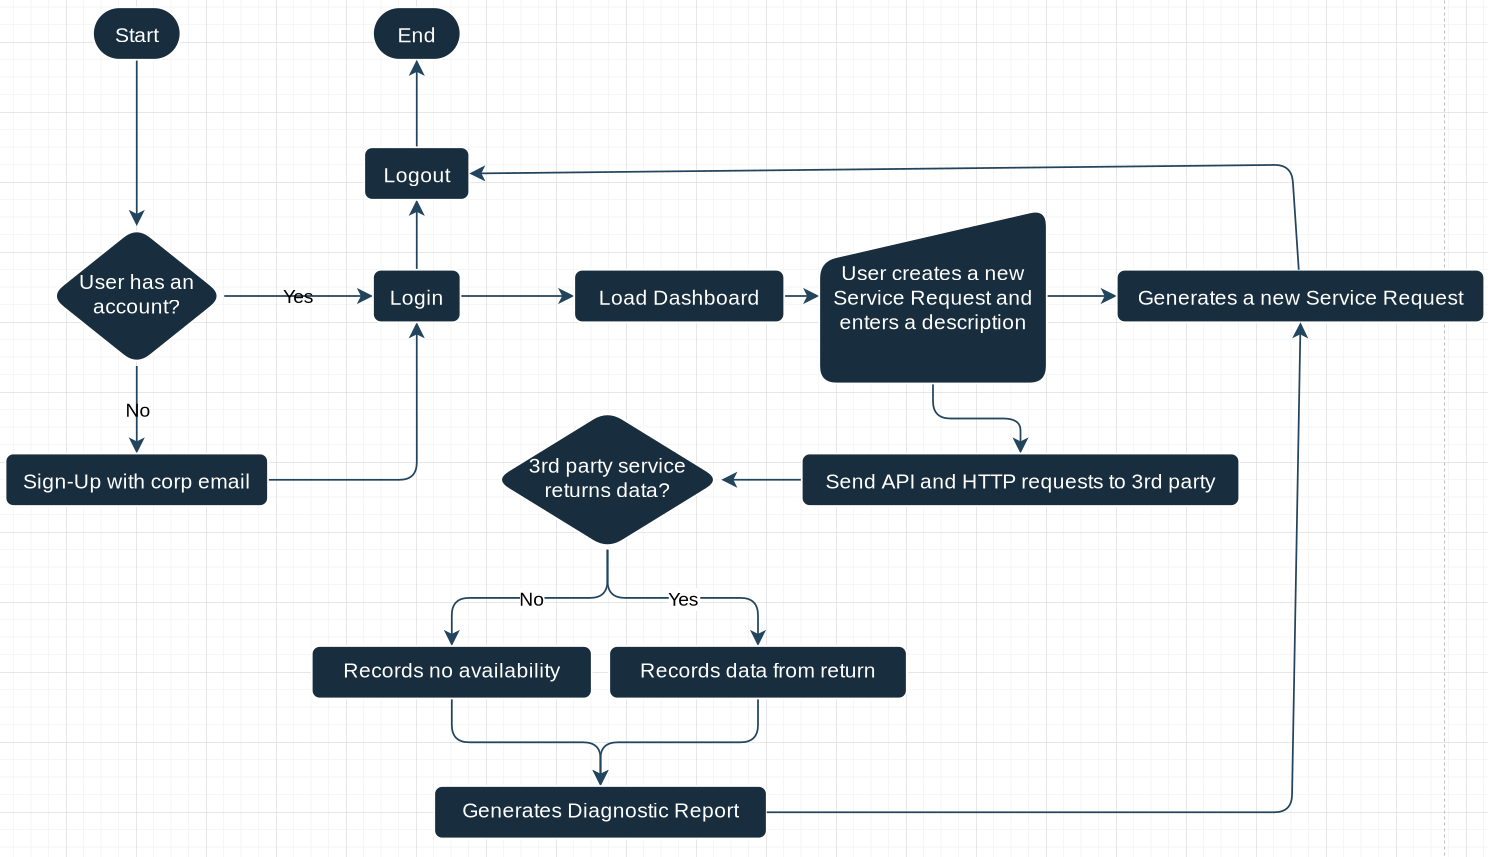 Start
End
Logout
User has an
account?
Yes
Login
Load Dashboard
User creates a new
Service Request and
enters a description
Generates a new Service Request
No
Sign-Up with corp email
3rd party service
returns data?
Send API and HTTP requests to 3rd party
No
Yes
Records no availability
Records data from return
Generates Diagnostic Report